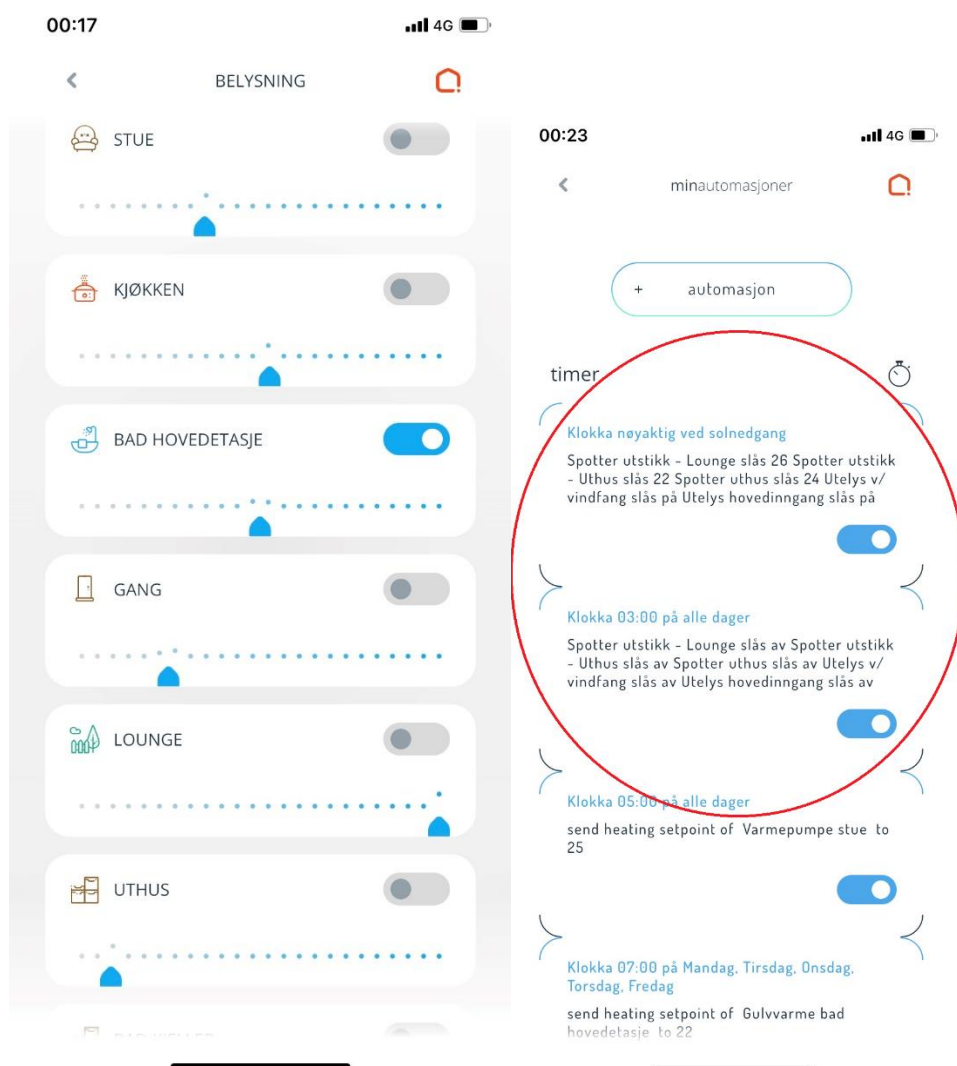 00:17
4G
BELYSNING
STUE
KJØKKEN
BAD HOVEDETASJE
GANG
LOUNGE
UTHUS
BAD KJELLER
00:23
4G
minautomasjoner
+ automasjon
timer
Klokka nøyaktig ved solnedgang
Spotter utstikk - Lounge slås 26 Spotter utstikk
- Uthus slås 22 Spotter uthus slås 24 Utelys v/
vindfang slås på Utelys hovedinngang slås på
Klokka 03:00 på alle dager
Spotter utstikk - Lounge slås av Spotter utstikk
- Uthus slås av Spotter uthus slås av Utelys v/
vindfang slås av Utelys hovedinngang slås av
Klokka 05:00 på alle dager
send heating setpoint of Varmepumpe stue to
25
Klokka 07:00 på Mandag, Tirsdag, Onsdag,
Torsdag, Fredag
send heating setpoint of Gulvvarme bad
hovedetasje to 22